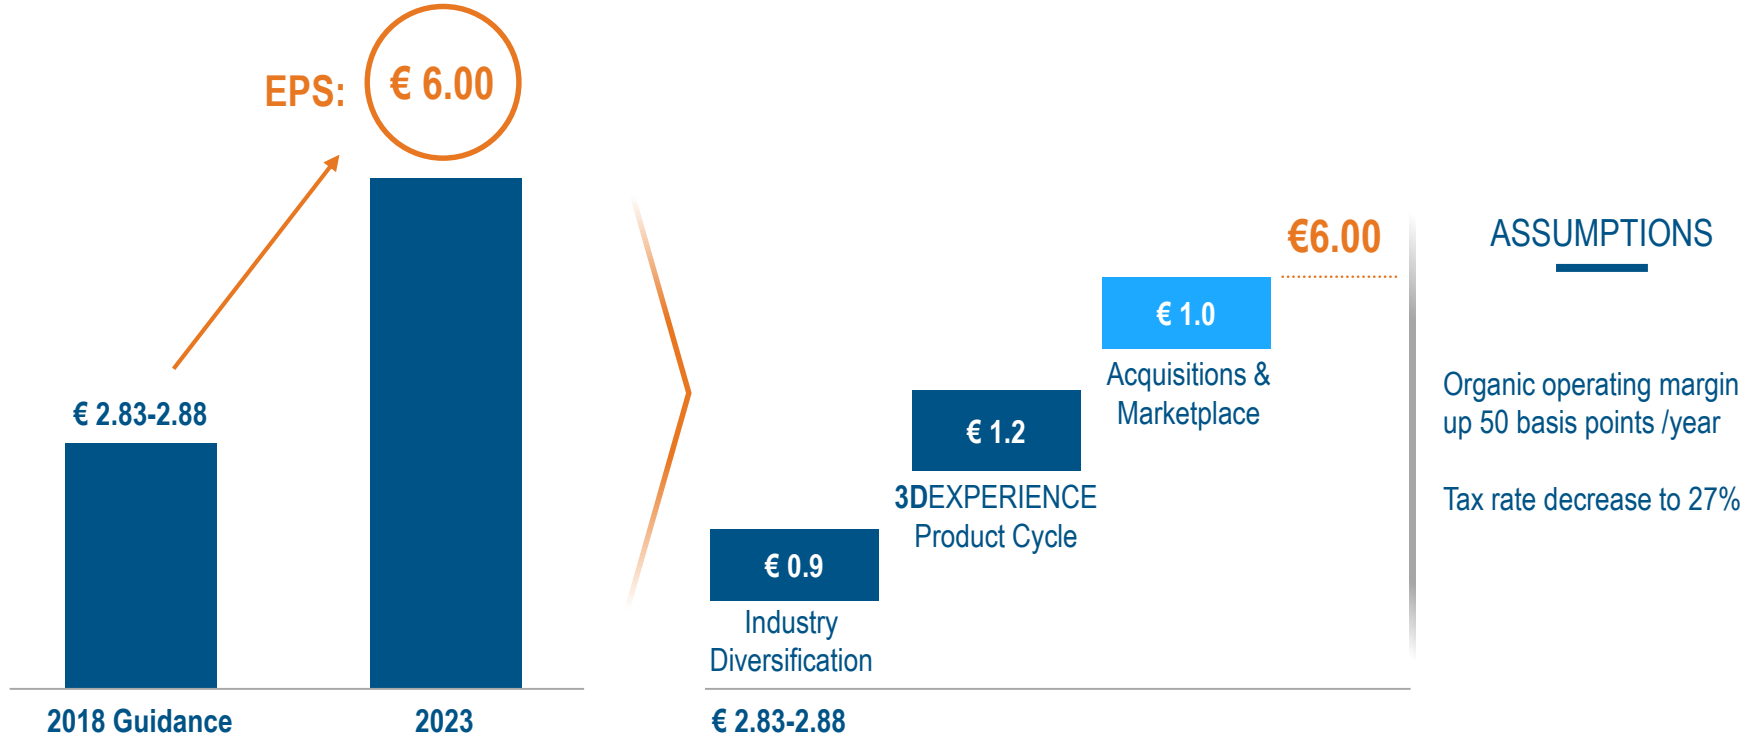 EPS:
€ 6.00
€ 2.83-2.88
2018 Guidance
2023
€6.00
€ 1.0
Acquisitions &
Marketplace
€ 1.2
3DEXPERIENCE
Product Cycle
€ 0.9
Industry
Diversification
€ 2.83-2.88
ASSUMPTIONS
Organic operating margin
up 50 basis points /year
Tax rate decrease to 27%